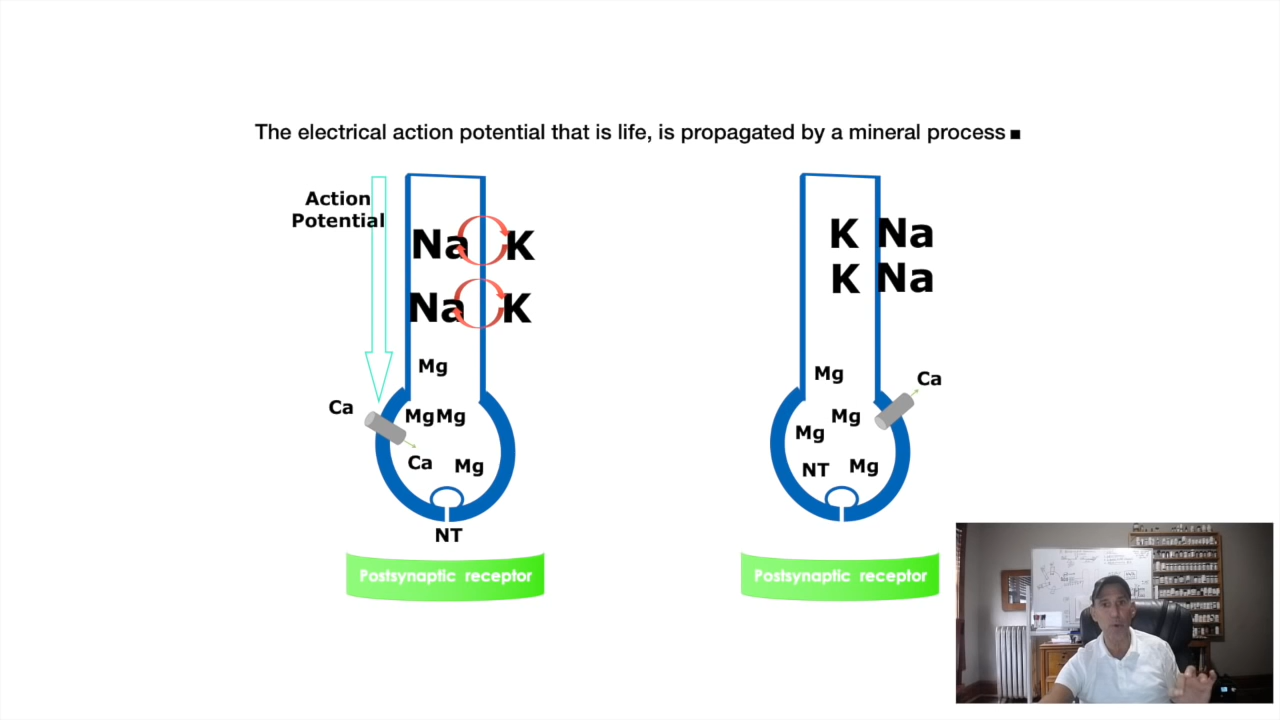 The electrical action potential that is life, is propagated by a mineral process ■
Action
Potential
Na K
Na K
Mg
Ca
MgMg
Ca Mg
NT
Postsynaptic receptor
K Na
K Na
Mg
Ca
Mg
Mg
NT Mg
Postsynaptic receptor